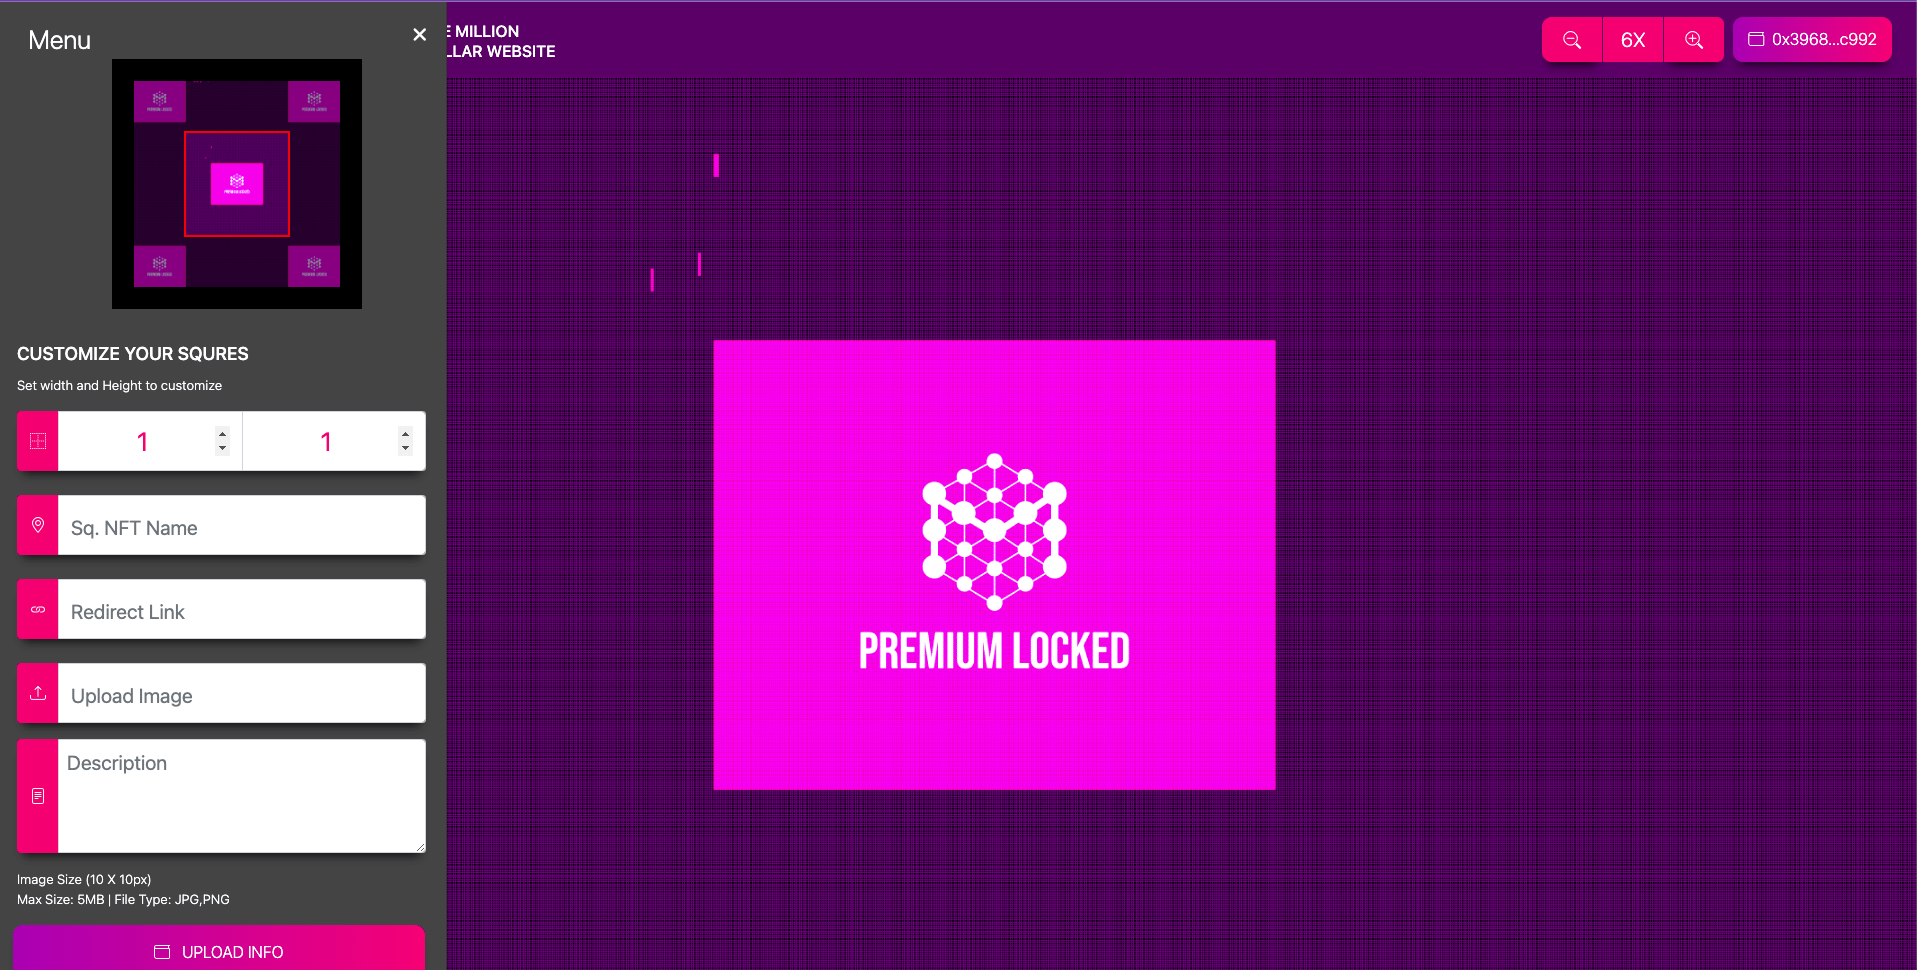 Menu
E MILLION
LLAR WEBSITE
6X
0x3968...c992
CUSTOMIZE YOUR SQURES
Set width and Height to customize
1
1
Sq. NFT Name
Redirect Link
Upload Image
Description
Image Size (10 X 10px)
Max Size: 5MB | File Type: JPG,PNG
UPLOAD INFO
PREMIUM LOCKED